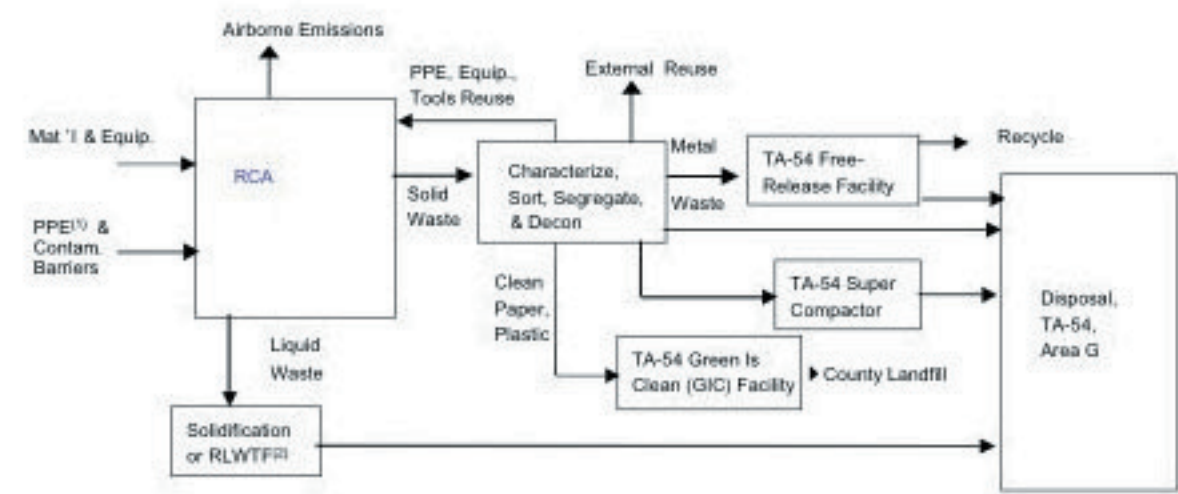 Airborne Emissions
PPE, Equip.,
Tools Reuse
External Reuse
Mat 'l & Equip.
RCA
Solid
Waste
Characterize,
Sort, Segregate,
& Decon
Metal
Waste
TA-54 Free-
Release Facility
Recycle
PPE(1) &
Contam.
Barriers
Clean
Paper,
Plastic
TA-54 Super
Compactor
Disposal,
TA-54,
Area G
Liquid
Waste
TA-54 Green Is
Clean (GIC) Facility
County Landfill
Solidification
or RLWTF(2)